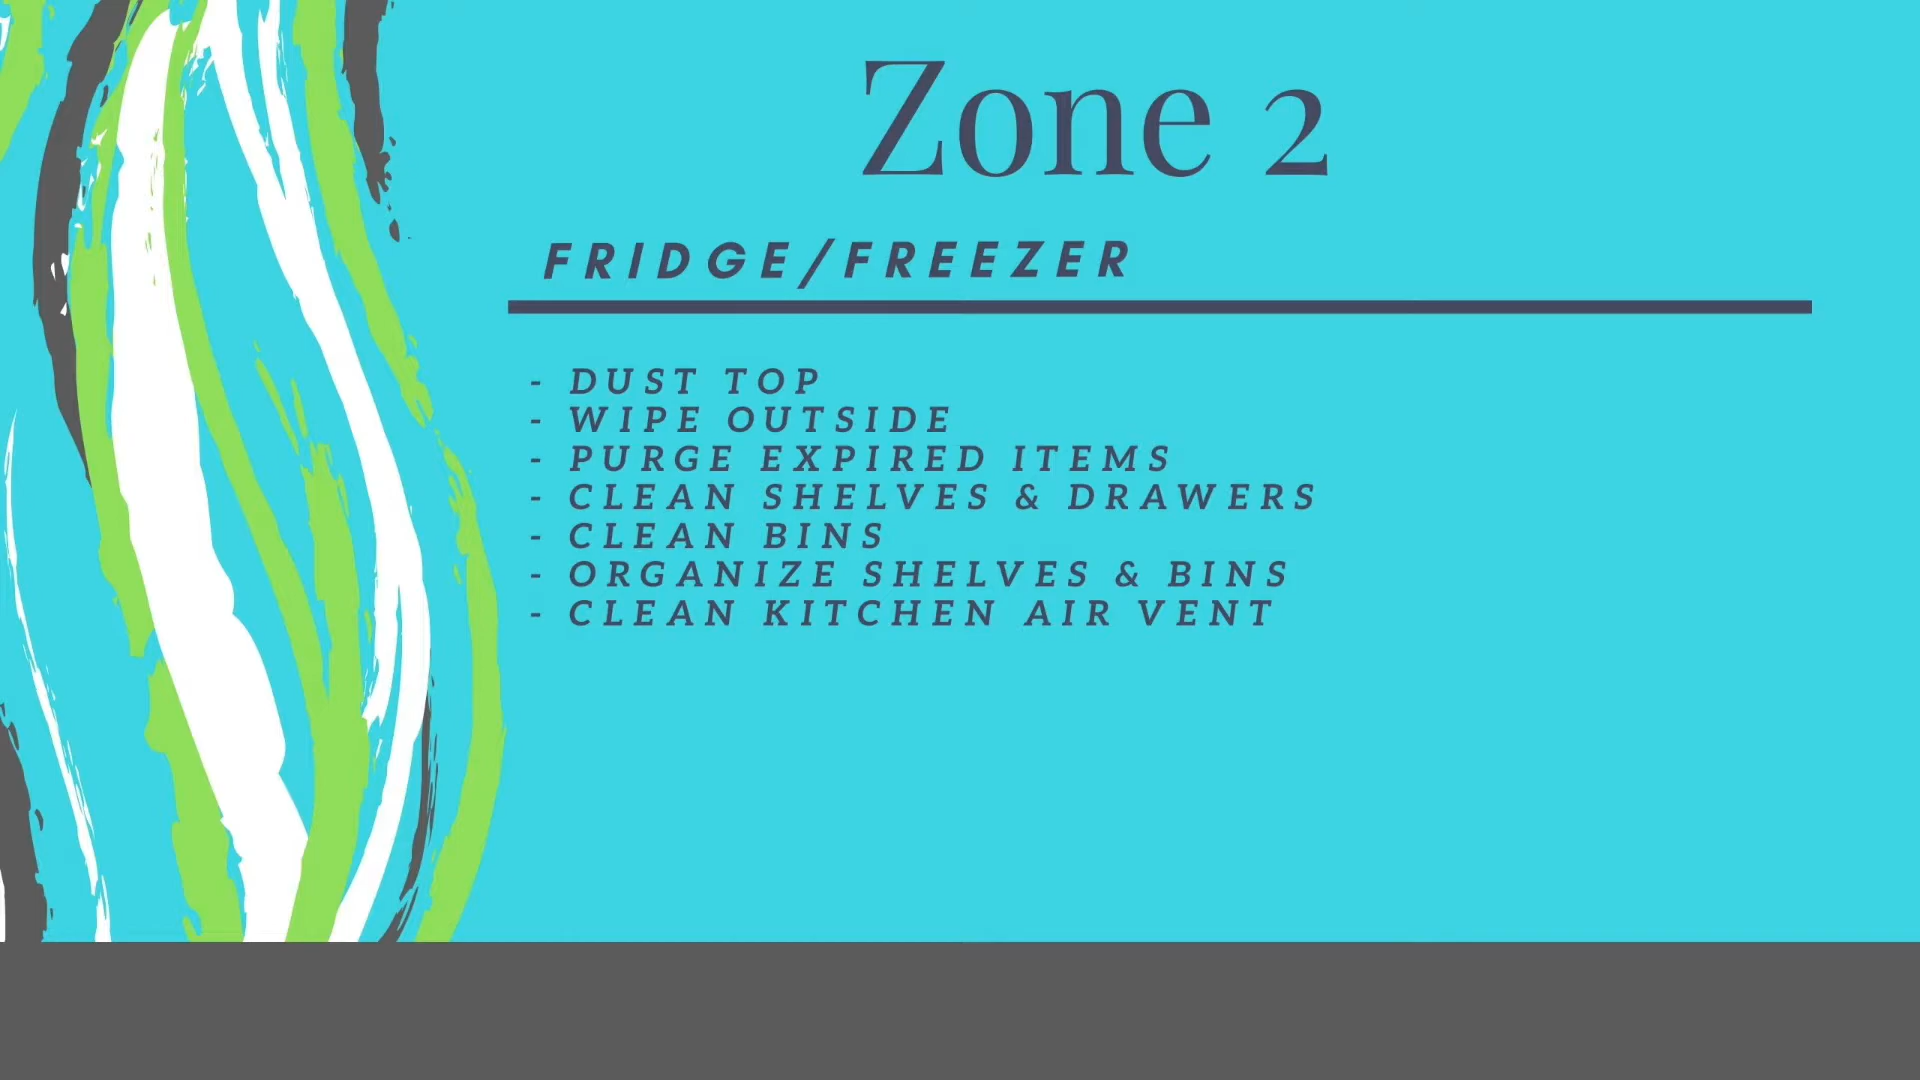 Zone 2
FRIDGE/FREEZER
- DUST TOP
- WIPE OUTSIDE
- PURGE EXPIRED ITEMS
- CLEAN SHELVES & DRAWERS
- CLEAN BINS
- ORGANIZE SHELVES & BINS
- CLEAN KITCHEN AIR VENT